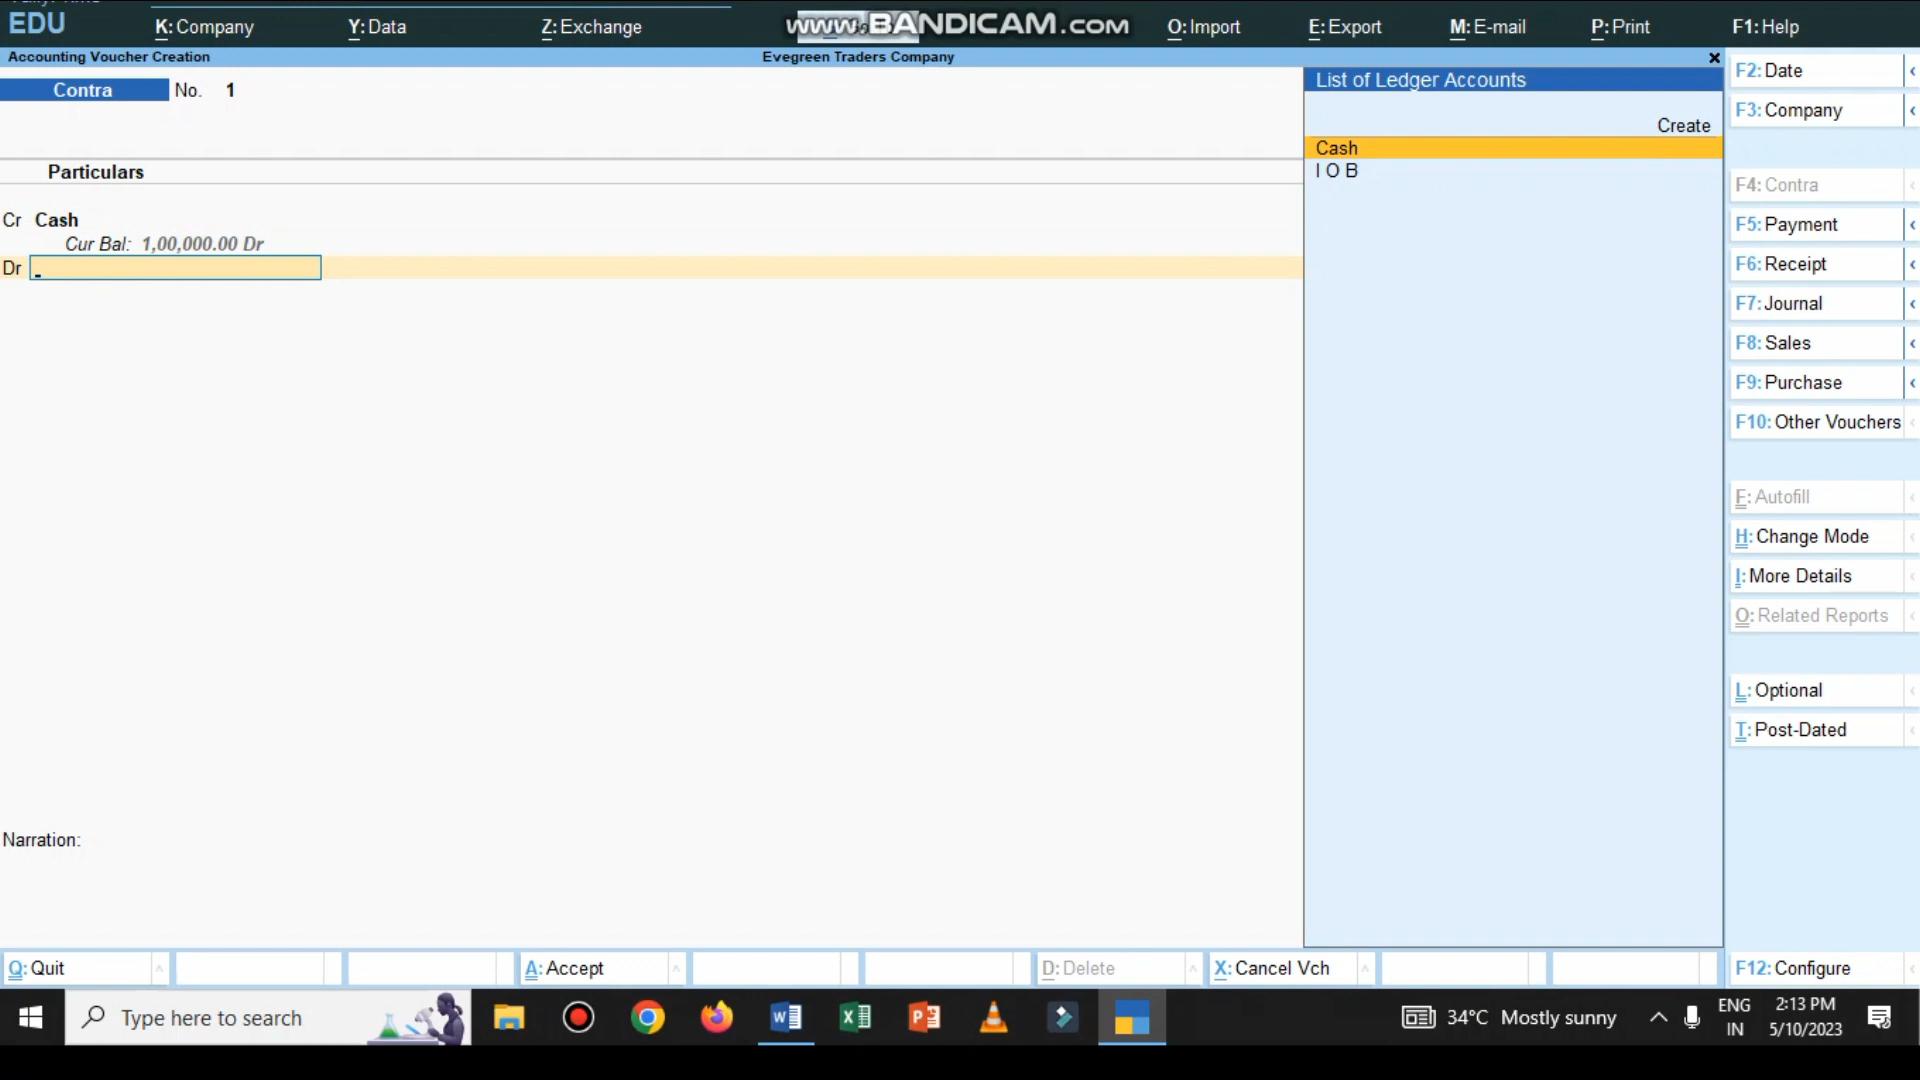 EDU
K: Company
Y: Data
Z: Exchange
www.BANDICAM.com
O: Import
E: Export
M: E-mail
P: Print
F1: Help
Accounting Voucher Creation
Evegreen Traders Company
Contra No. 1
Particulars
Cr Cash
Cur Bal: 1,00,000.00 Dr
Dr
Narration:
List of Ledger Accounts
Create
Cash
I O B
F2: Date
F3: Company
F4: Contra
F5: Payment
F6: Receipt
F7: Journal
F8: Sales
F9: Purchase
F10: Other Vouchers
F: Autofill
H: Change Mode
I: More Details
O: Related Reports
L: Optional
T: Post-Dated
Q: Quit
A: Accept
D: Delete
X: Cancel Vch
F12: Configure
Type here to search
34°C Mostly sunny
ENG
IN
2:13 PM
5/10/2023